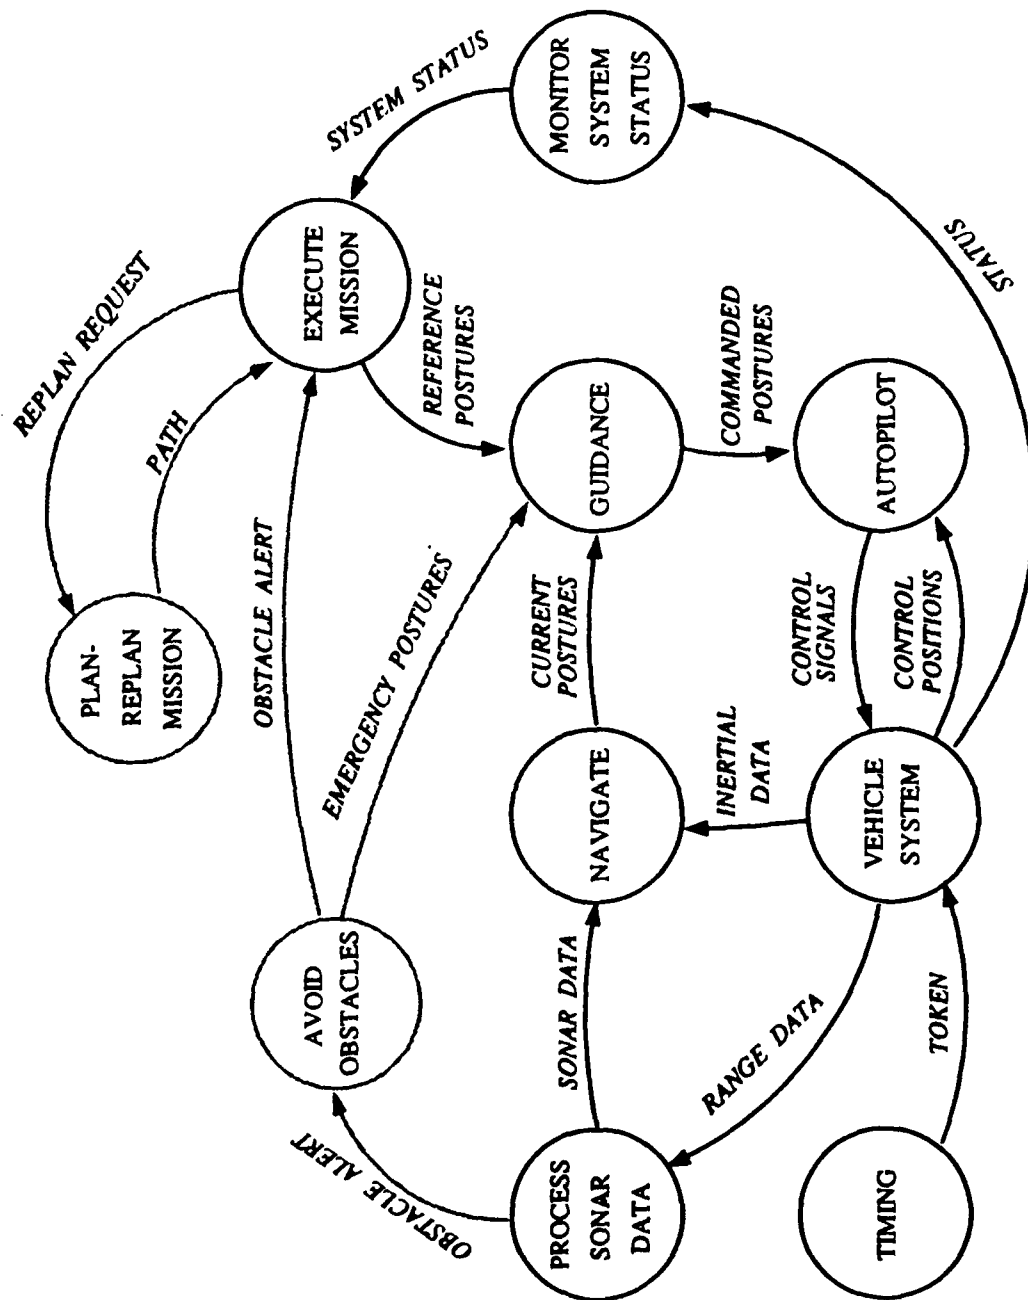 PLAN-
REPLAN
MISSION
REPLAN REQUEST
PATH
EXECUTE
MISSION
SYSTEM STATUS
MONITOR
SYSTEM
STATUS
AVOID
OBSTACLES
OBSTACLE ALERT
EMERGENCY POSTURES
REFERENCE
POSTURES
OBSTACLE ALERT
PROCESS
SONAR
DATA
SONAR DATA
NAVIGATE
CURRENT
POSTURES
GUIDANCE
COMMANDED
POSTURES
RANGE DATA
INERTIAL
DATA
TIMING
TOKEN
VEHICLE
SYSTEM
CONTROL
SIGNALS
CONTROL
POSITIONS
AUTOPILOT
STATUS